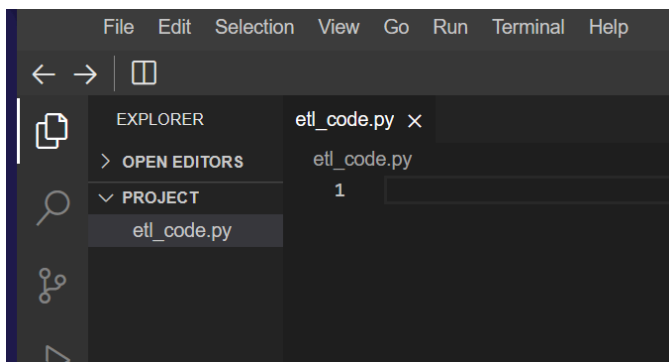 File Edit Selection View Go Run Terminal Help
EXPLORER
OPEN EDITORS
PROJECT
etl_code.py
etl_code.py
etl_code.py
1